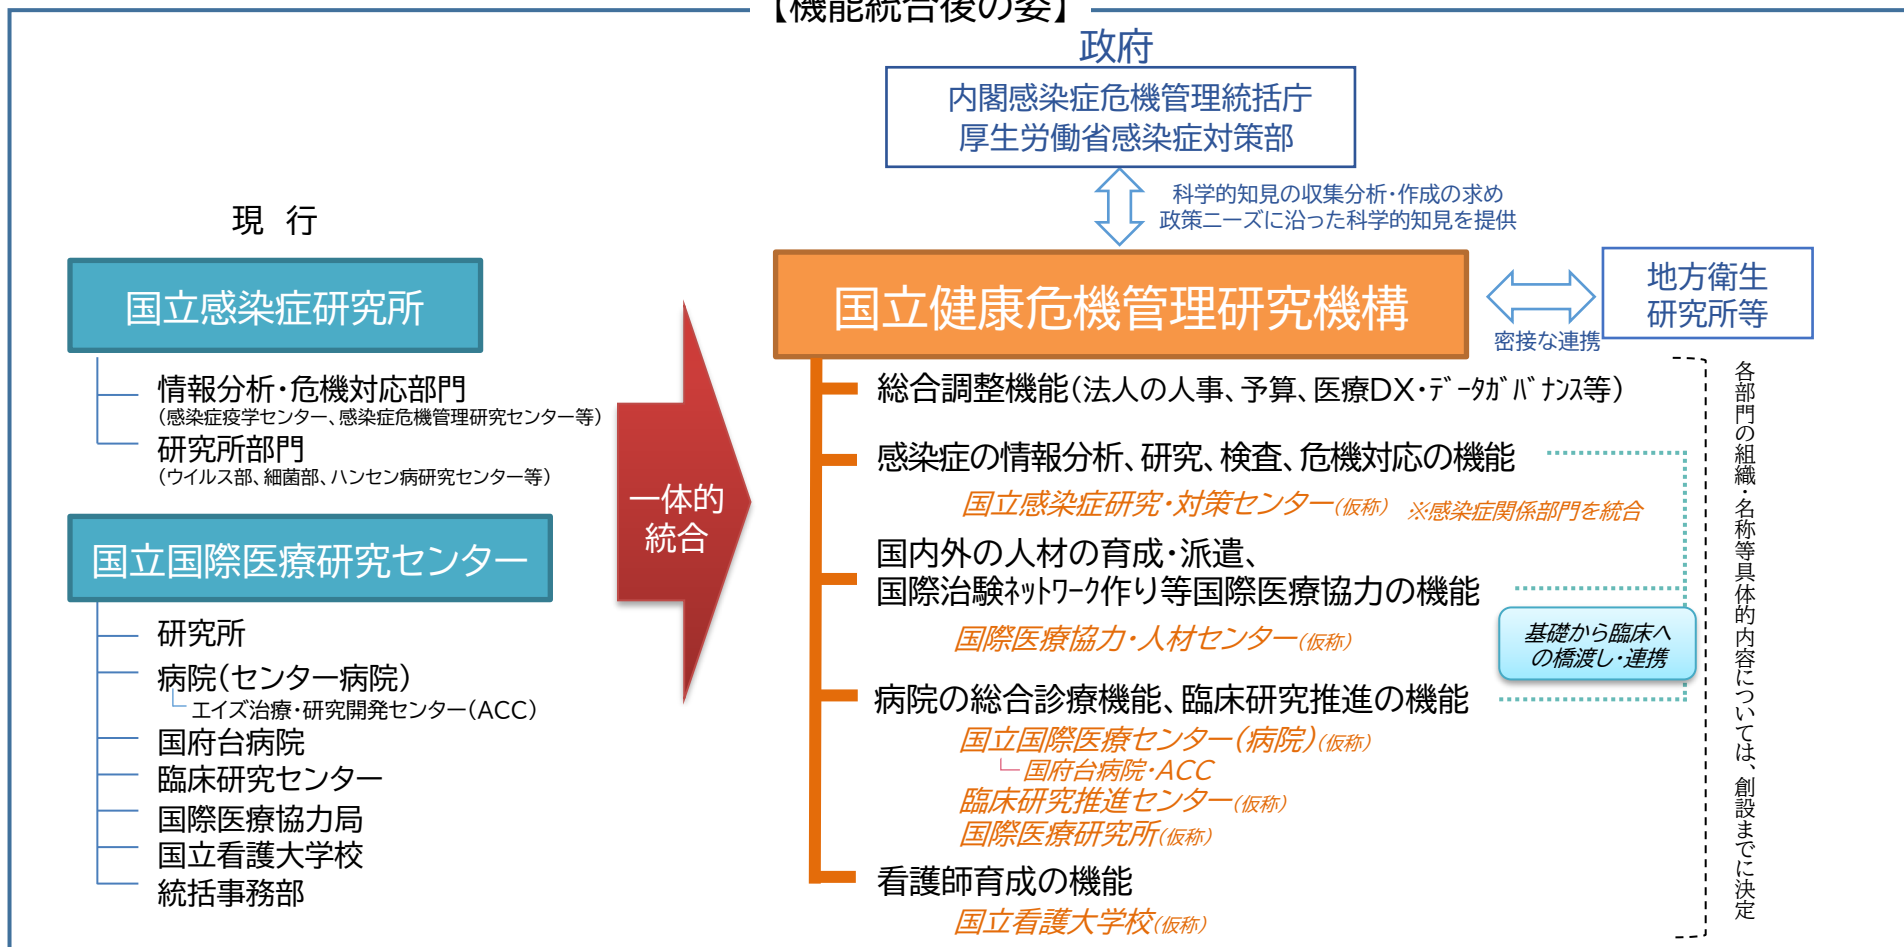 【機能統合後の姿】
政府
内閣感染症危機管理統括庁
厚生労働省感染症対策部
科学的知見の収集分析・作成の求め
政策ニーズに沿った科学的知見を提供
現 行
国立感染症研究所
情報分析・危機対応部門
(感染症疫学センター、感染症危機管理研究センター等)
研究所部門
(ウイルス部、細菌部、ハンセン病研究センター等)
国立国際医療研究センター
研究所
病院(センター病院)
エイズ治療・研究開発センター(ACC)
国府台病院
臨床研究センター
国際医療協力局
国立看護大学校
統括事務部
一体的
統合
国立健康危機管理研究機構
密接な連携
地方衛生
研究所等
総合調整機能(法人の人事、予算、医療DX・ﾃﾞｰﾀｶﾞﾊﾞﾅﾝｽ等)
感染症の情報分析、研究、検査、危機対応の機能
国立感染症研究・対策センター(仮称) ※感染症関係部門を統合
国内外の人材の育成・派遣、
国際治験ﾈｯﾄﾜｰｸ作り等国際医療協力の機能
国際医療協力・人材センター(仮称)
基礎から臨床へ
の橋渡し・連携
病院の総合診療機能、臨床研究推進の機能
国立国際医療センター(病院)(仮称)
国府台病院・ACC
臨床研究推進センター(仮称)
国際医療研究所(仮称)
看護師育成の機能
国立看護大学校(仮称)
各部門の組織・名称等具体的内容については、創設までに決定